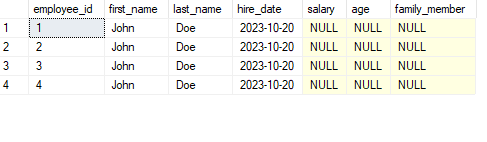 employee_id first_name last_name hire_date salary age family_member
1 1 John Doe 2023-10-20 NULL NULL NULL
2 2 John Doe 2023-10-20 NULL NULL NULL
3 3 John Doe 2023-10-20 NULL NULL NULL
4 4 John Doe 2023-10-20 NULL NULL NULL